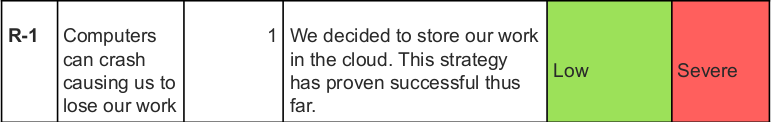 R-1
Computers
can crash
causing us to
lose our work
1
We decided to store our work
in the cloud. This strategy
has proven successful thus
far.
Low
Severe